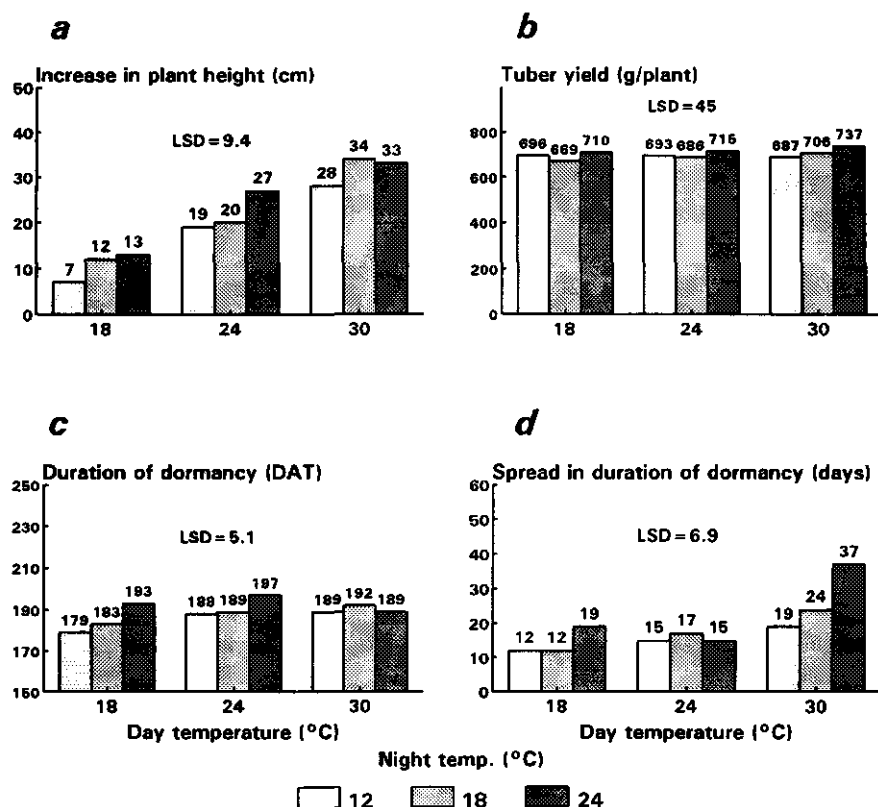 a
Increase in plant height (cm)
50
40
30
20
10
0
LSD=9.4
7 12 13
19 20 27
28 34 33
18 24 30
b
Tuber yield (g/plant)
800
600
400
200
0
LSD=45
696 669 710
693 686 715
687 706 737
18 24 30
c
Duration of dormancy (DAT)
250
230
210
190
170
150
LSD=5.1
179 183 193
188 189 197
189 192 189
18 24 30
Day temperature (°C)
d
Spread in duration of dormancy (days)
60
50
40
30
20
10
0
LSD=6.9
12 12 19
15 17 15
19 24 37
18 24 30
Day temperature (°C)
Night temp. (°C)
12 18 24